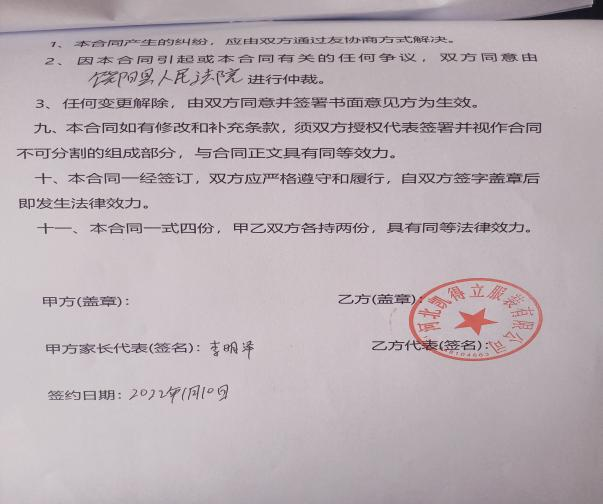 1、本合同产生的纠纷，应由双方通过友协商方式解决。
2、因本合同引起或本合同有关的任何争议，双方同意由
饶阳县人民法院 进行仲裁。
3、任何变更解除，由双方同意并签署书面意见方为生效。
九、本合同如有修改和补充条款，须双方授权代表签署并视作合同
不可分割的组成部分，与合同正文具有同等效力。
十、本合同一经签订，双方应严格遵守和履行，自双方签字盖章后
即发生法律效力。
十一、本合同一式四份，甲乙双方各持两份，具有同等法律效力。
甲方(盖章)：
乙方(盖章)：
河北凯得立服装有限公司
甲方家长代表(签名)：李明泽
乙方代表(签名)：
签约日期：2022年1月10日